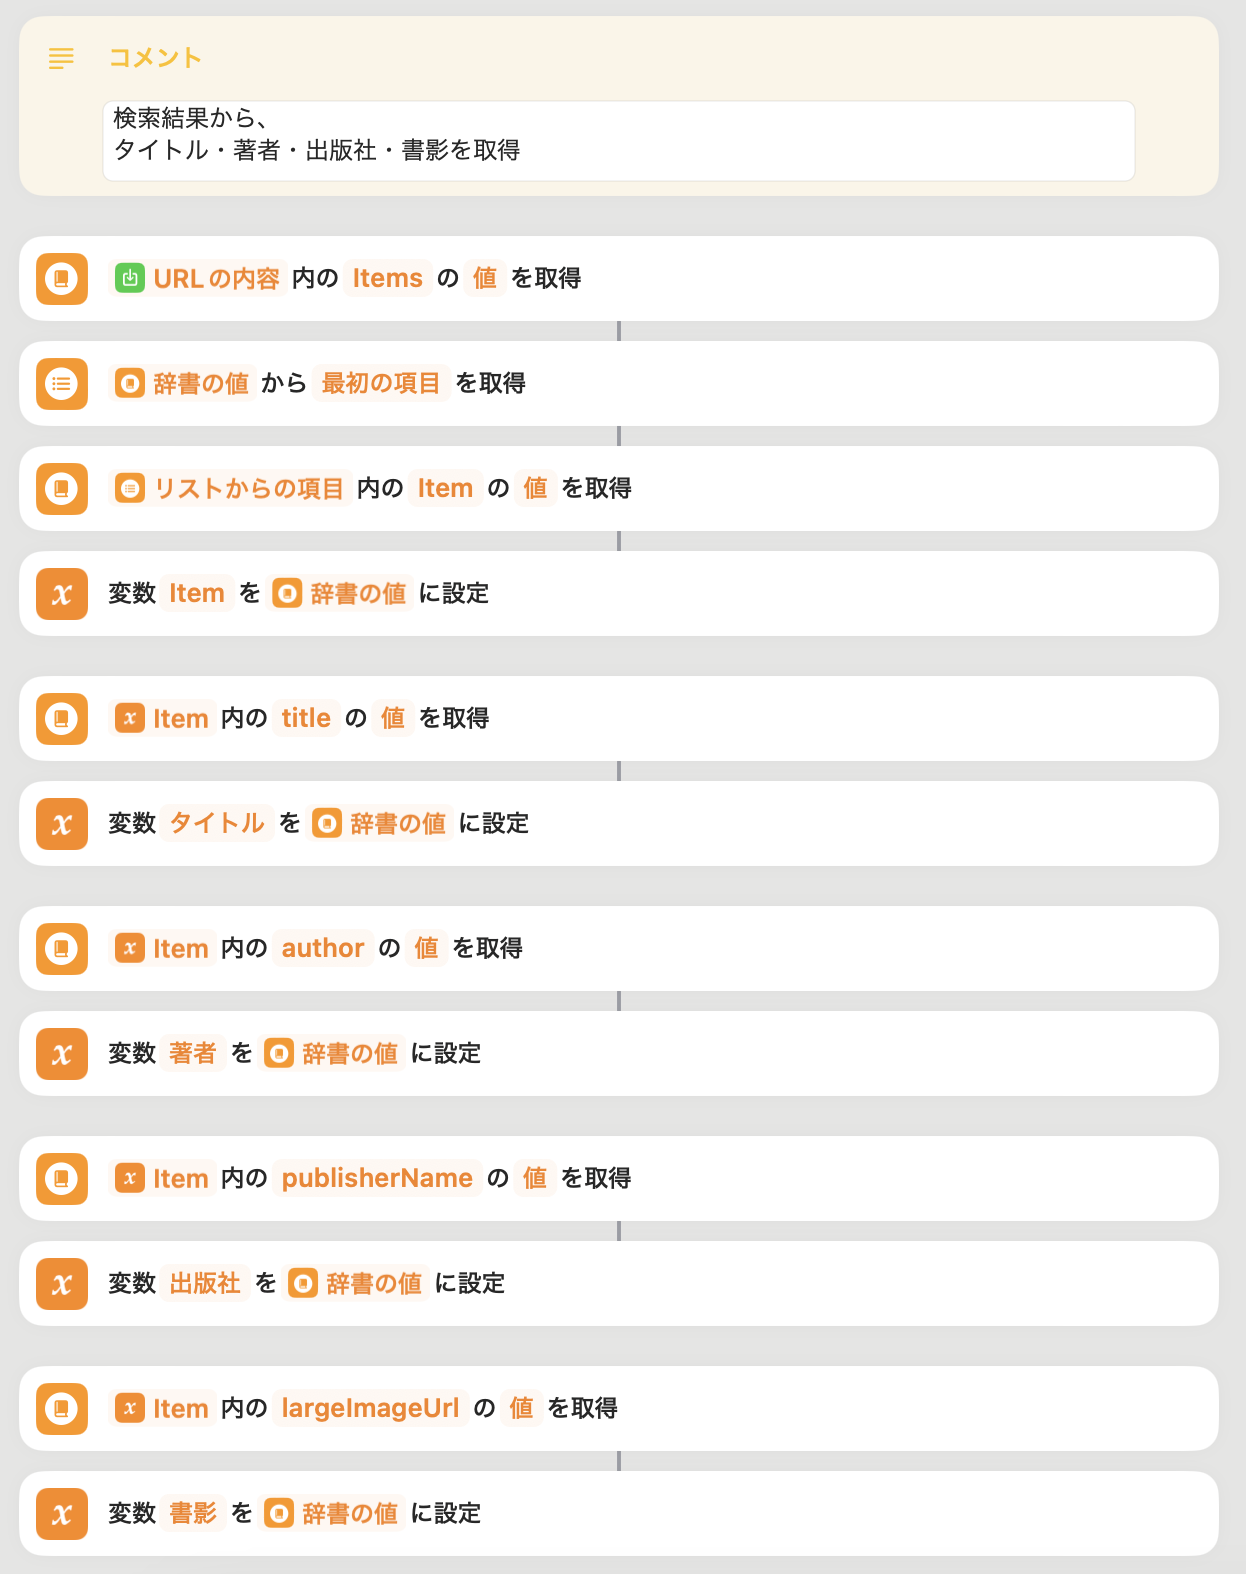 コメント
検索結果から、
タイトル・著者・出版社・書影を取得
URLの内容 内の Items の 値 を取得
辞書の値 から 最初の項目 を取得
リストからの項目 内の Item の 値 を取得
変数 Item を 辞書の値 に設定
Item 内の title の 値 を取得
変数 タイトル を 辞書の値 に設定
Item 内の author の 値 を取得
変数 著者 を 辞書の値 に設定
Item 内の publisherName の 値 を取得
変数 出版社 を 辞書の値 に設定
Item 内の largeImageUrl の 値 を取得
変数 書影 を 辞書の値 に設定